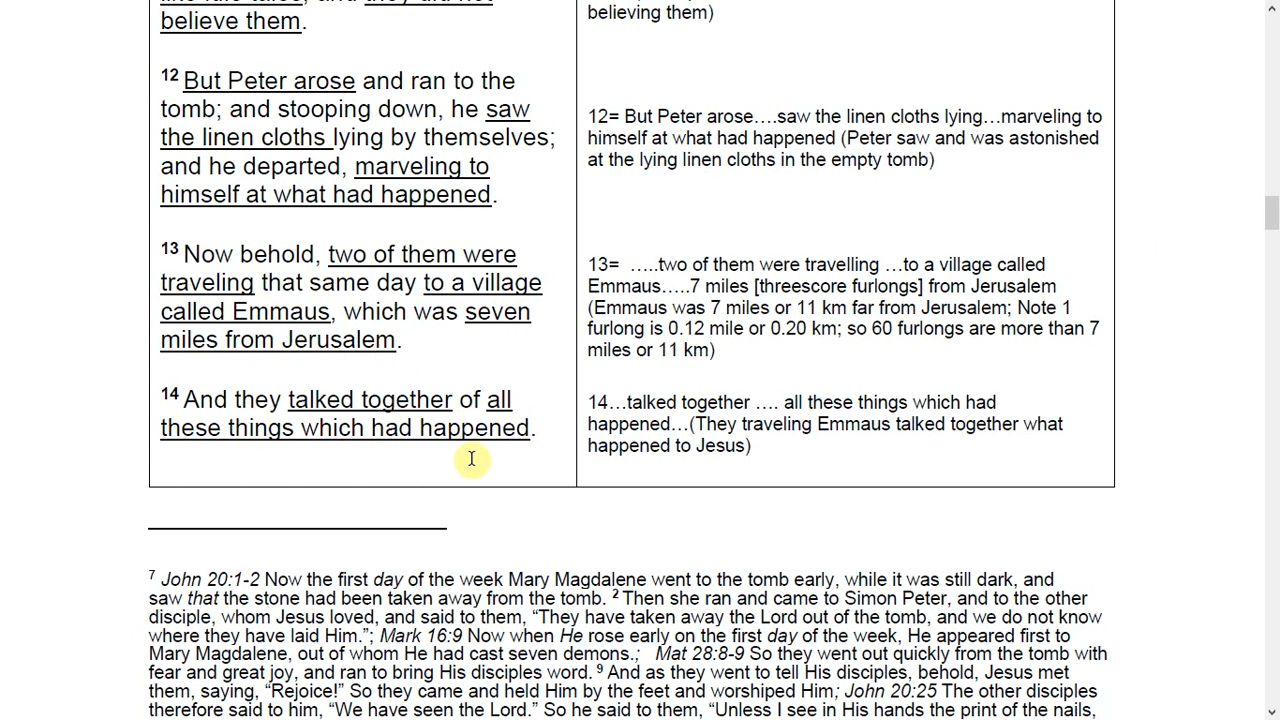 believe them.
12 But Peter arose and ran to the
tomb; and stooping down, he saw
the linen cloths lying by themselves;
and he departed, marveling to
himself at what had happened.
13 Now behold, two of them were
traveling that same day to a village
called Emmaus, which was seven
miles from Jerusalem.
14 And they talked together of all
these things which had happened.
believing them)
12= But Peter arose….saw the linen cloths lying…marveling to
himself at what had happened (Peter saw and was astonished
at the lying linen cloths in the empty tomb)
13=  …..two of them were travelling …to a village called
Emmaus…..7 miles [threescore furlongs] from Jerusalem
(Emmaus was 7 miles or 11 km far from Jerusalem; Note 1
furlong is 0.12 mile or 0.20 km; so 60 furlongs are more than 7
miles or 11 km)
14…talked together …. all these things which had
happened…(They traveling Emmaus talked together what
happened to Jesus)
7 John 20:1-2 Now the first day of the week Mary Magdalene went to the tomb early, while it was still dark, and
saw that the stone had been taken away from the tomb. 2 Then she ran and came to Simon Peter, and to the other
disciple, whom Jesus loved, and said to them, “They have taken away the Lord out of the tomb, and we do not know
where they have laid Him.”; Mark 16:9 Now when He rose early on the first day of the week, He appeared first to
Mary Magdalene, out of whom He had cast seven demons.;   Mat 28:8-9 So they went out quickly from the tomb with
fear and great joy, and ran to bring His disciples word. 9 And as they went to tell His disciples, behold, Jesus met
them, saying, “Rejoice!” So they came and held Him by the feet and worshiped Him; John 20:25 The other disciples
therefore said to him, “We have seen the Lord.” So he said to them, “Unless I see in His hands the print of the nails,